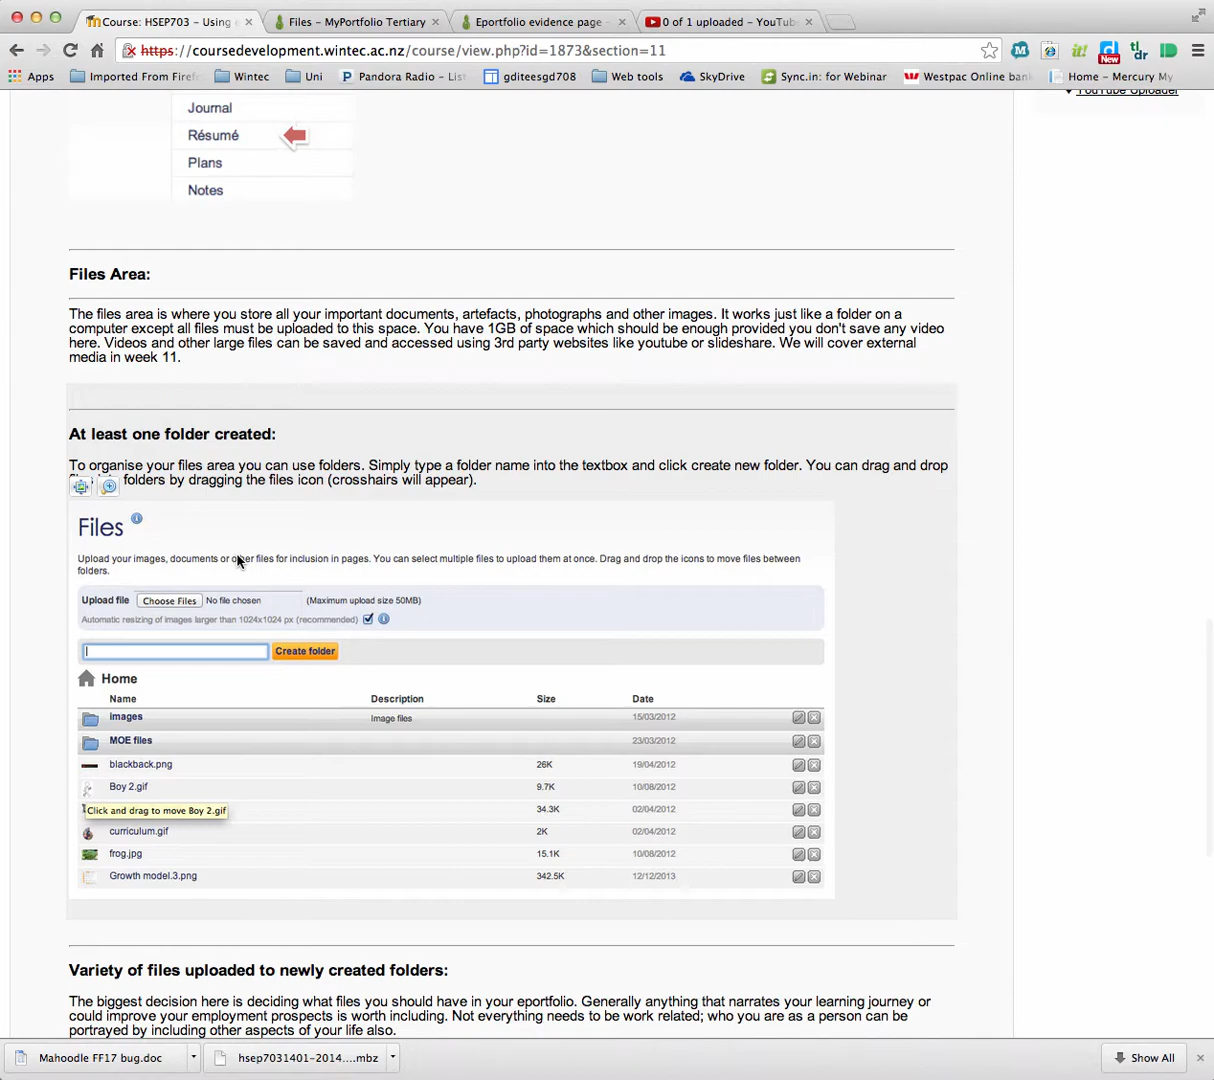 Course: HSEP703 – Using
Files – MyPortfolio Tertiary
Eportfolio evidence page –
0 of 1 uploaded – YouTub
https://coursedevelopment.wintec.ac.nz/course/view.php?id=1873&section=11
it!
New
tl;
dr
Apps
Imported From Firef
Wintec
Uni
Pandora Radio – List
gditeesgd708
Web tools
SkyDrive
Sync.in: for Webinar
Westpac Online bank
Home – Mercury My
YouTube Uploader
Journal
Résumé
Plans
Notes
Files Area:
The files area is where you store all your important documents, artefacts, photographs and other images. It works just like a folder on a
computer except all files must be uploaded to this space. You have 1GB of space which should be enough provided you don't save any video
here. Videos and other large files can be saved and accessed using 3rd party websites like youtube or slideshare. We will cover external
media in week 11.
At least one folder created:
To organise your files area you can use folders. Simply type a folder name into the textbox and click create new folder. You can drag and drop
folders by dragging the files icon (crosshairs will appear).
Files
Upload your images, documents or other files for inclusion in pages. You can select multiple files to upload them at once. Drag and drop the icons to move files between
folders.
Upload file Choose Files No file chosen (Maximum upload size 50MB)
Automatic resizing of images larger than 1024x1024 px (recommended)
Create folder
Home
Name Description Size Date
images Image files 15/03/2012
MOE files 23/03/2012
blackback.png 26K 19/04/2012
Boy 2.gif 9.7K 10/08/2012
Click and drag to move Boy 2.gif 34.3K 02/04/2012
curriculum.gif 2K 02/04/2012
frog.jpg 15.1K 10/08/2012
Growth model.3.png 342.5K 12/12/2013
Variety of files uploaded to newly created folders:
The biggest decision here is deciding what files you should have in your eportfolio. Generally anything that narrates your learning journey or
could improve your employment prospects is worth including. Not everything needs to be work related; who you are as a person can be
portrayed by including other aspects of your life also.
Mahoodle FF17 bug.doc
hsep7031401-2014....mbz
Show All